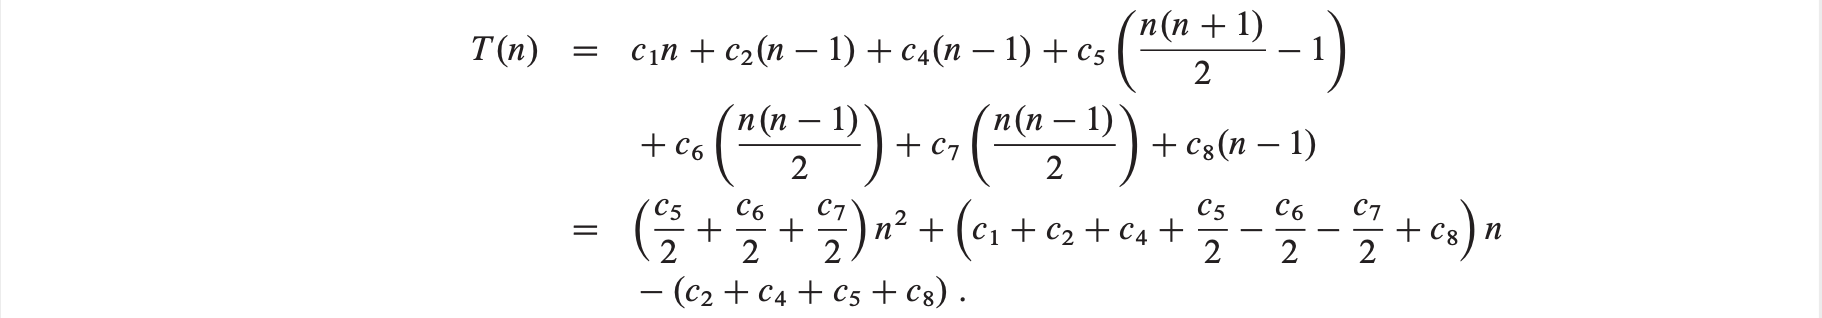 T(n) = c₁n + c₂(n − 1) + c₄(n − 1) + c₅(n(n + 1)/2 − 1)
+ c₆(n(n − 1)/2) + c₇(n(n − 1)/2) + c₈(n − 1)
= (c₅/2 + c₆/2 + c₇/2)n² + (c₁ + c₂ + c₄ + c₅/2 − c₆/2 − c₇/2 + c₈)n
− (c₂ + c₄ + c₅ + c₈) .